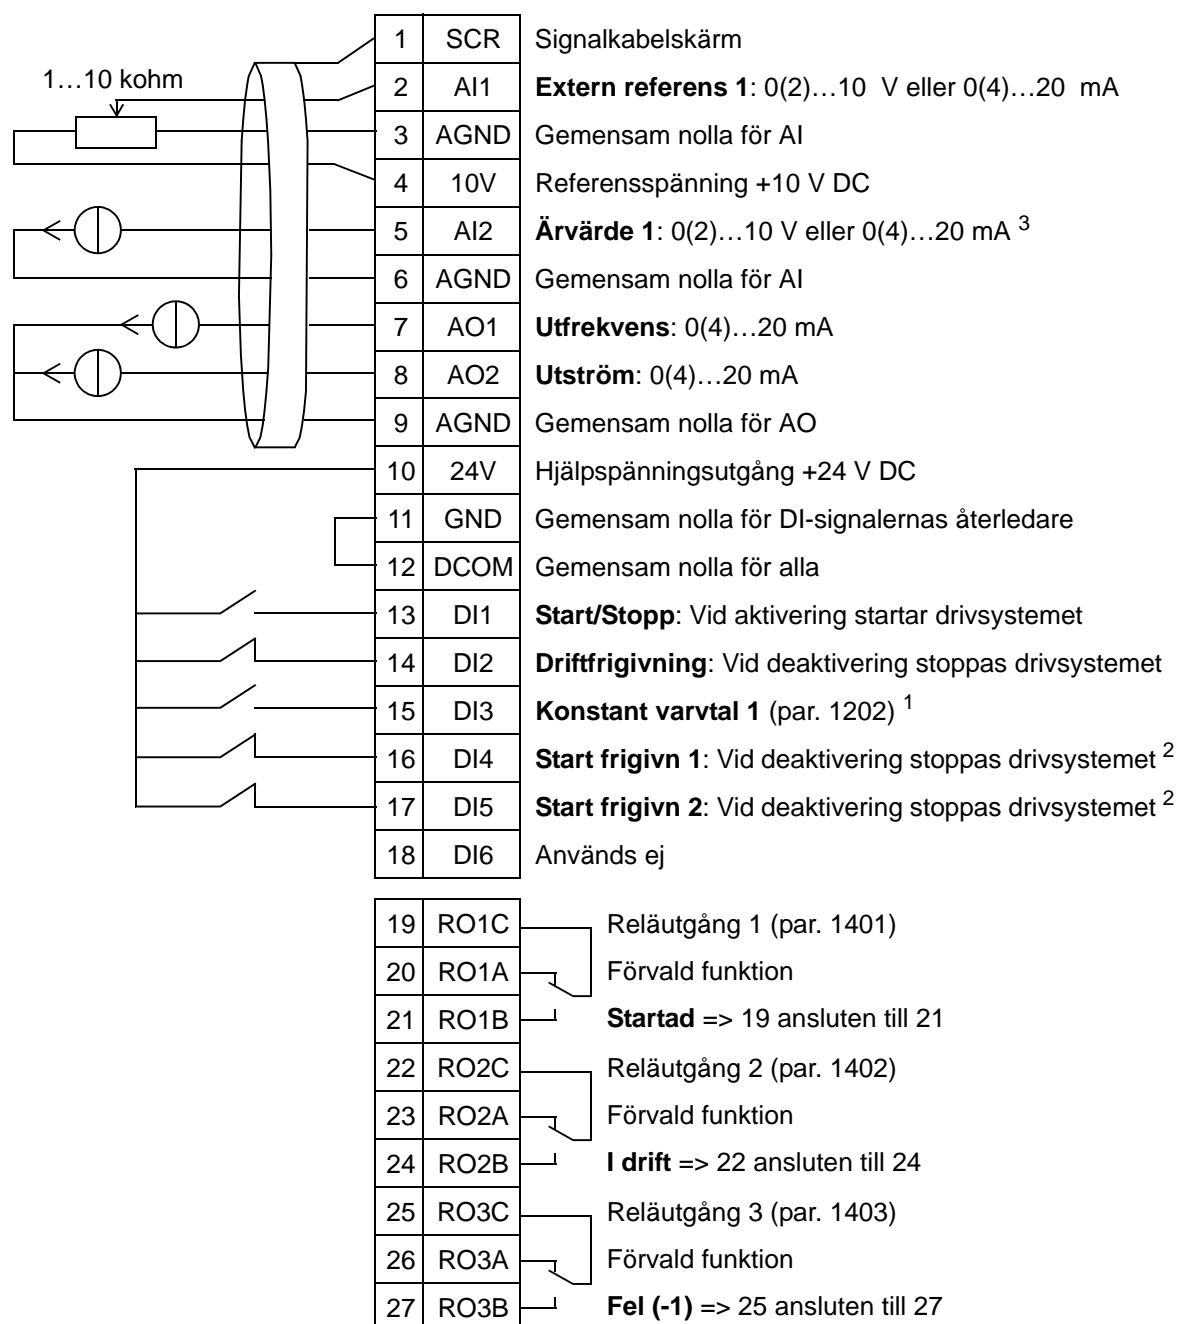 1 SCR Signalkabelskärm
1…10 kohm
2 AI1 Extern referens 1: 0(2)…10 V eller 0(4)…20 mA
3 AGND Gemensam nolla för AI
4 10V Referensspänning +10 V DC
5 AI2 Ärvärde 1: 0(2)…10 V eller 0(4)…20 mA 3
6 AGND Gemensam nolla för AI
7 AO1 Utfrekvens: 0(4)…20 mA
8 AO2 Utström: 0(4)…20 mA
9 AGND Gemensam nolla för AO
10 24V Hjälpspänningsutgång +24 V DC
11 GND Gemensam nolla för DI-signalernas återledare
12 DCOM Gemensam nolla för alla
13 DI1 Start/Stopp: Vid aktivering startar drivsystemet
14 DI2 Driftfrigivning: Vid deaktivering stoppas drivsystemet
15 DI3 Konstant varvtal 1 (par. 1202) 1
16 DI4 Start frigivn 1: Vid deaktivering stoppas drivsystemet 2
17 DI5 Start frigivn 2: Vid deaktivering stoppas drivsystemet 2
18 DI6 Används ej
19 RO1C Reläutgång 1 (par. 1401)
20 RO1A Förvald funktion
21 RO1B Startad => 19 ansluten till 21
22 RO2C Reläutgång 2 (par. 1402)
23 RO2A Förvald funktion
24 RO2B I drift => 22 ansluten till 24
25 RO3C Reläutgång 3 (par. 1403)
26 RO3A Förvald funktion
27 RO3B Fel (-1) => 25 ansluten till 27